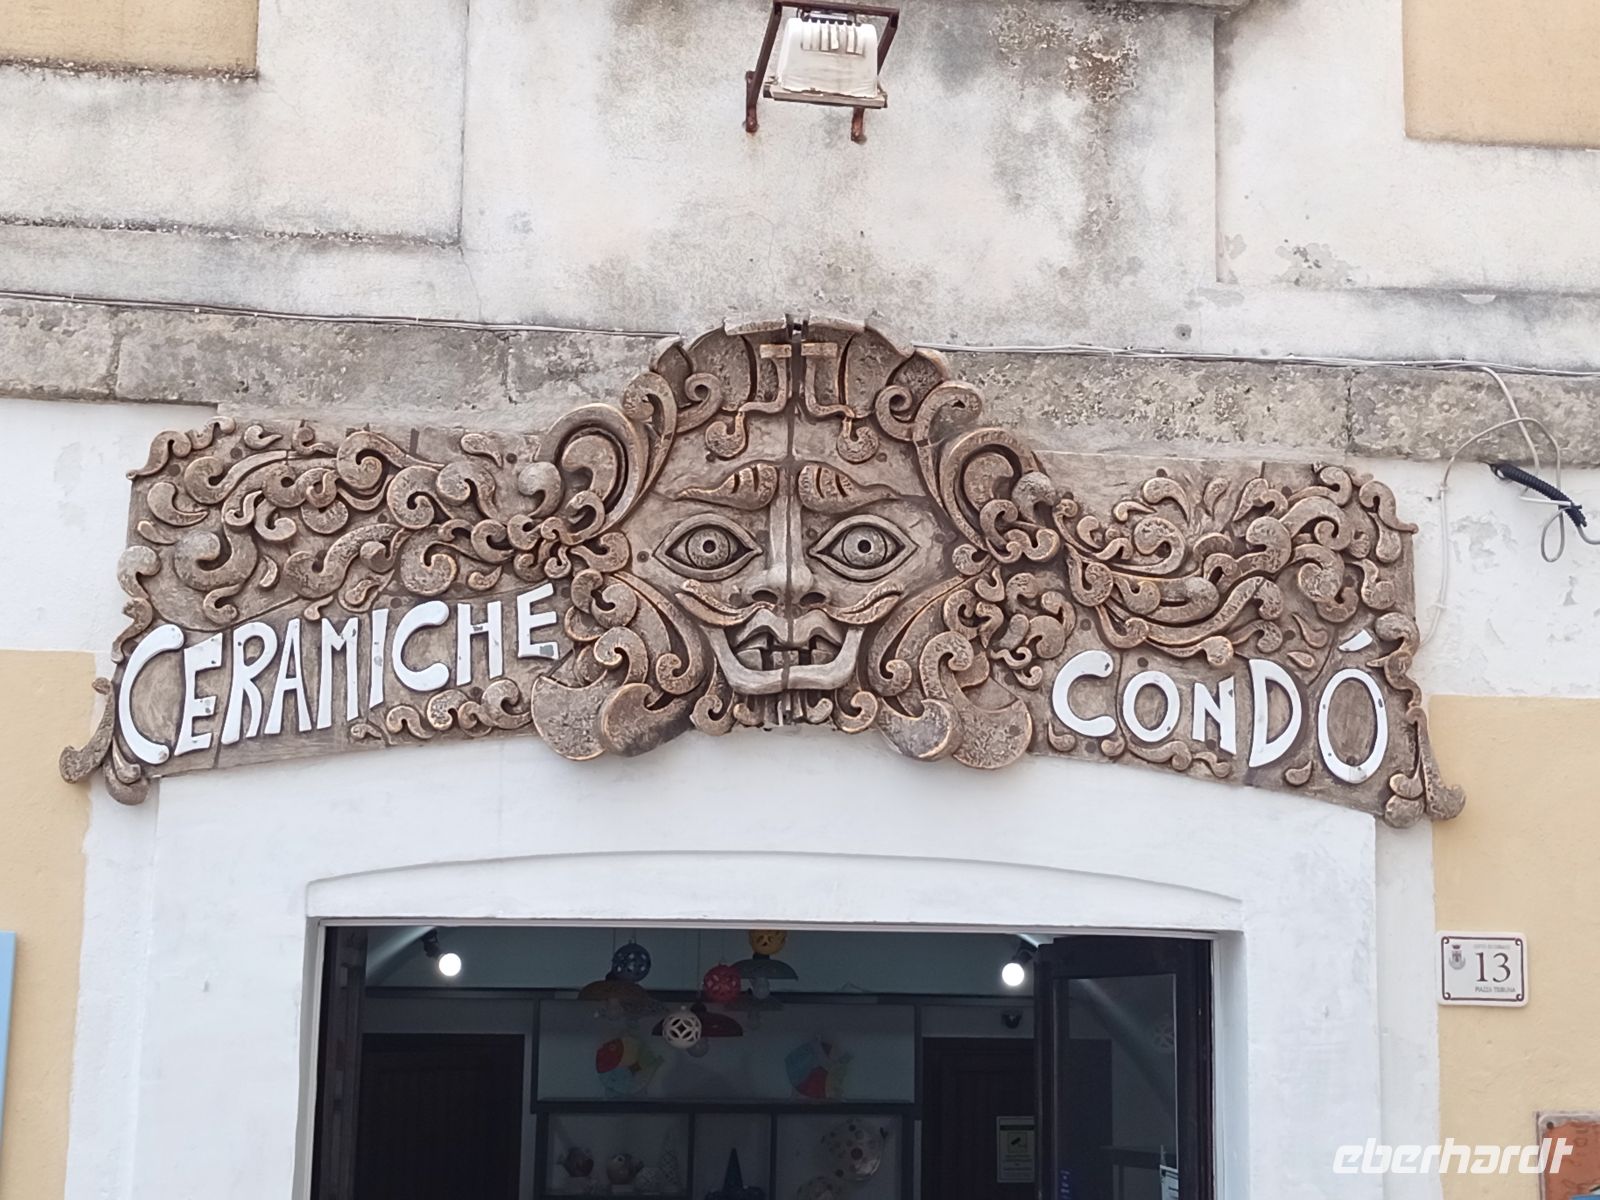 CERAMICHE CONDÓ
13
PIAZZA TRIBUNA
eberhardt